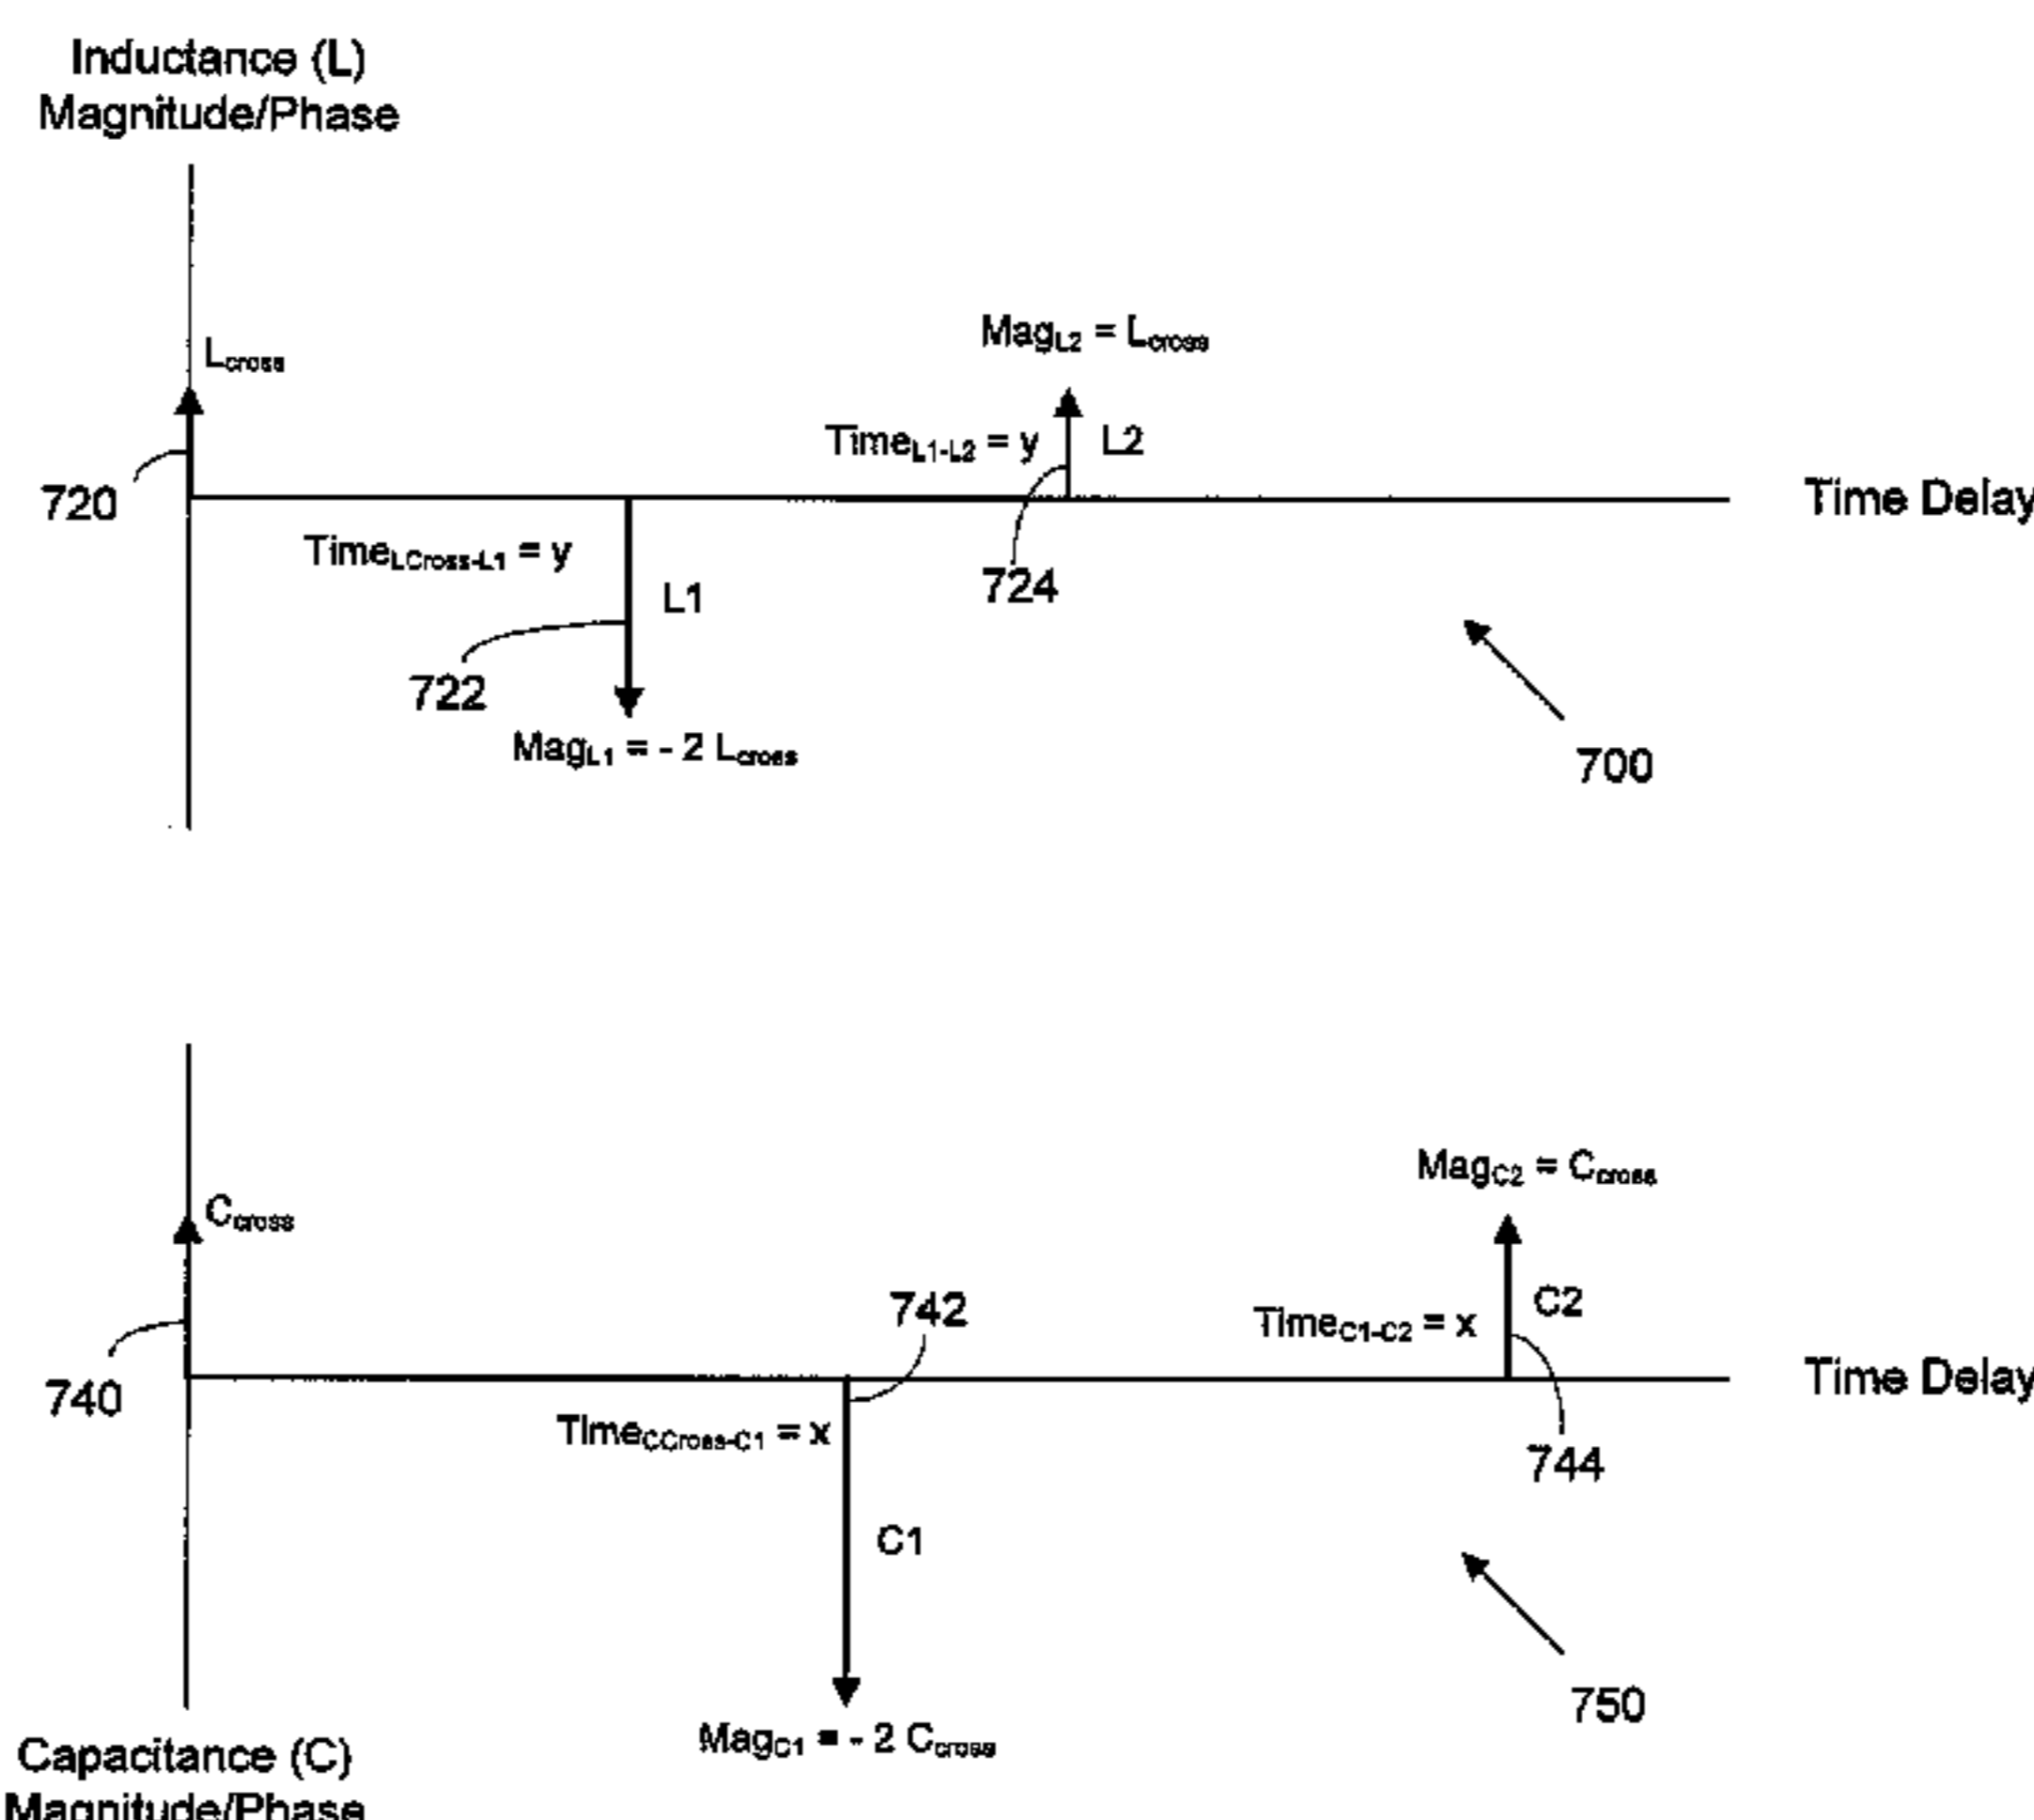 Inductance (L)
Magnitude/Phase
Lcross
MagL2 = Lcross
TimeL1-L2 = y
L2
720
Time Delay
TimeLCross-L1 = y
724
L1
722
MagL1 = - 2 Lcross
700
MagC2 = Ccross
Ccross
742
C2
TimeC1-C2 = x
740
Time Delay
TimeCCross-C1 = x
744
C1
750
MagC1 = - 2 Ccross
Capacitance (C)
Magnitude/Phase